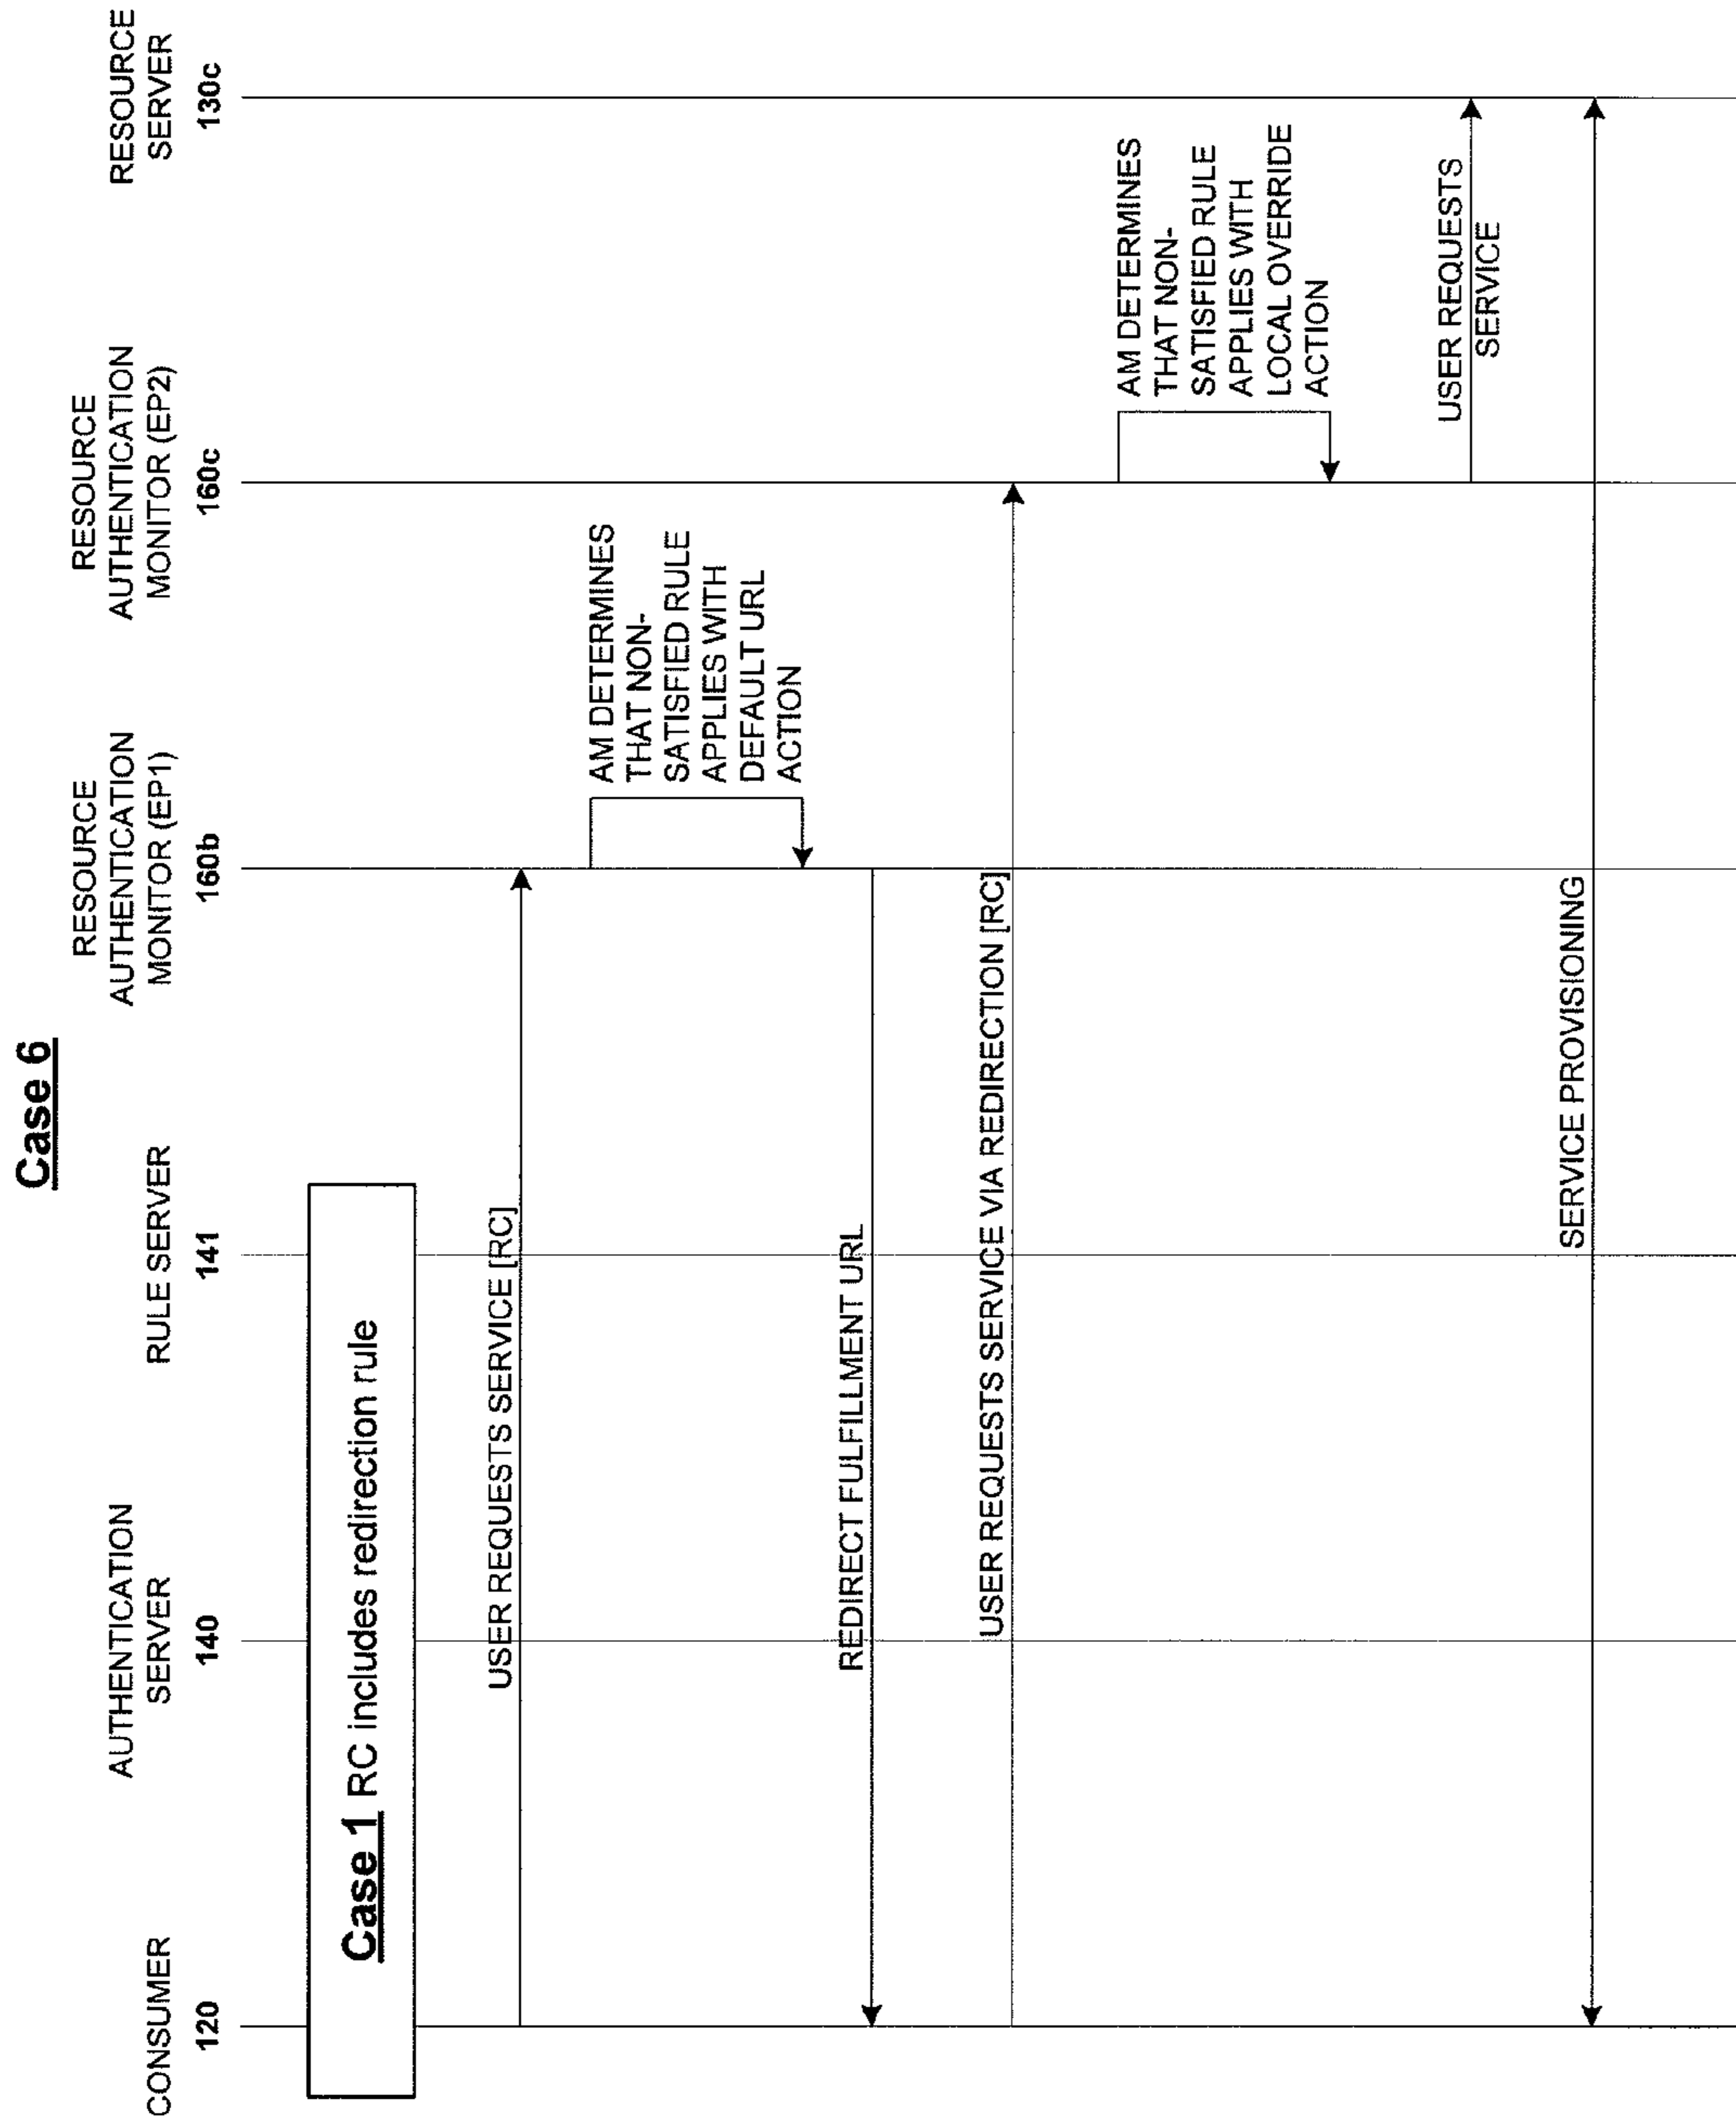 Case 6
CONSUMER
120
AUTHENTICATION
SERVER
140
RULE SERVER
141
RESOURCE
AUTHENTICATION
MONITOR (EP1)
160b
RESOURCE
AUTHENTICATION
MONITOR (EP2)
160c
RESOURCE
SERVER
130c
Case 1 RC includes redirection rule
USER REQUESTS SERVICE [RC]
AM DETERMINES
THAT NON-
SATISFIED RULE
APPLIES WITH
DEFAULT URL
ACTION
REDIRECT FULFILLMENT URL
USER REQUESTS SERVICE VIA REDIRECTION [RC]
AM DETERMINES
THAT NON-
SATISFIED RULE
APPLIES WITH
LOCAL OVERRIDE
ACTION
USER REQUESTS
SERVICE
SERVICE PROVISIONING